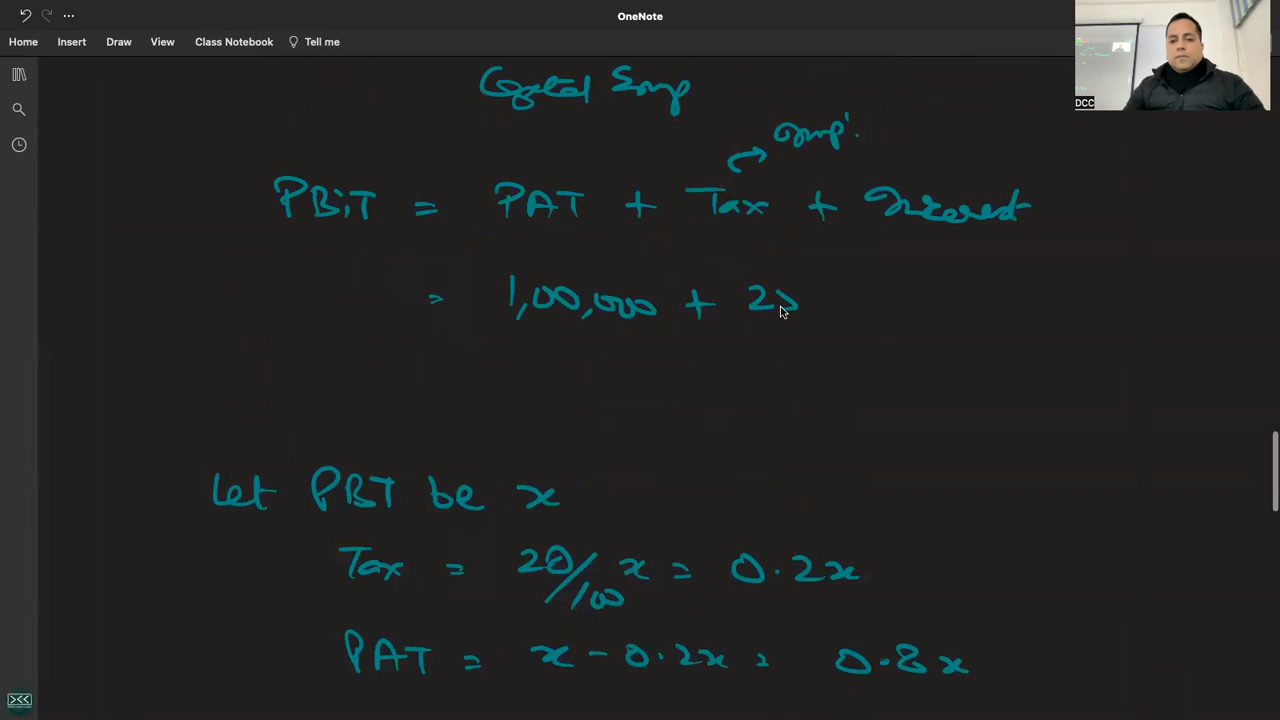 OneNote
Home Insert Draw View Class Notebook Tell me
DCC
Capital Emp
PBiT = PAT + Tax + Interest
= 1,00,000 + 2
Let PBT be x
Tax = 20/100 x = 0.2x
PAT = x - 0.2x = 0.8x